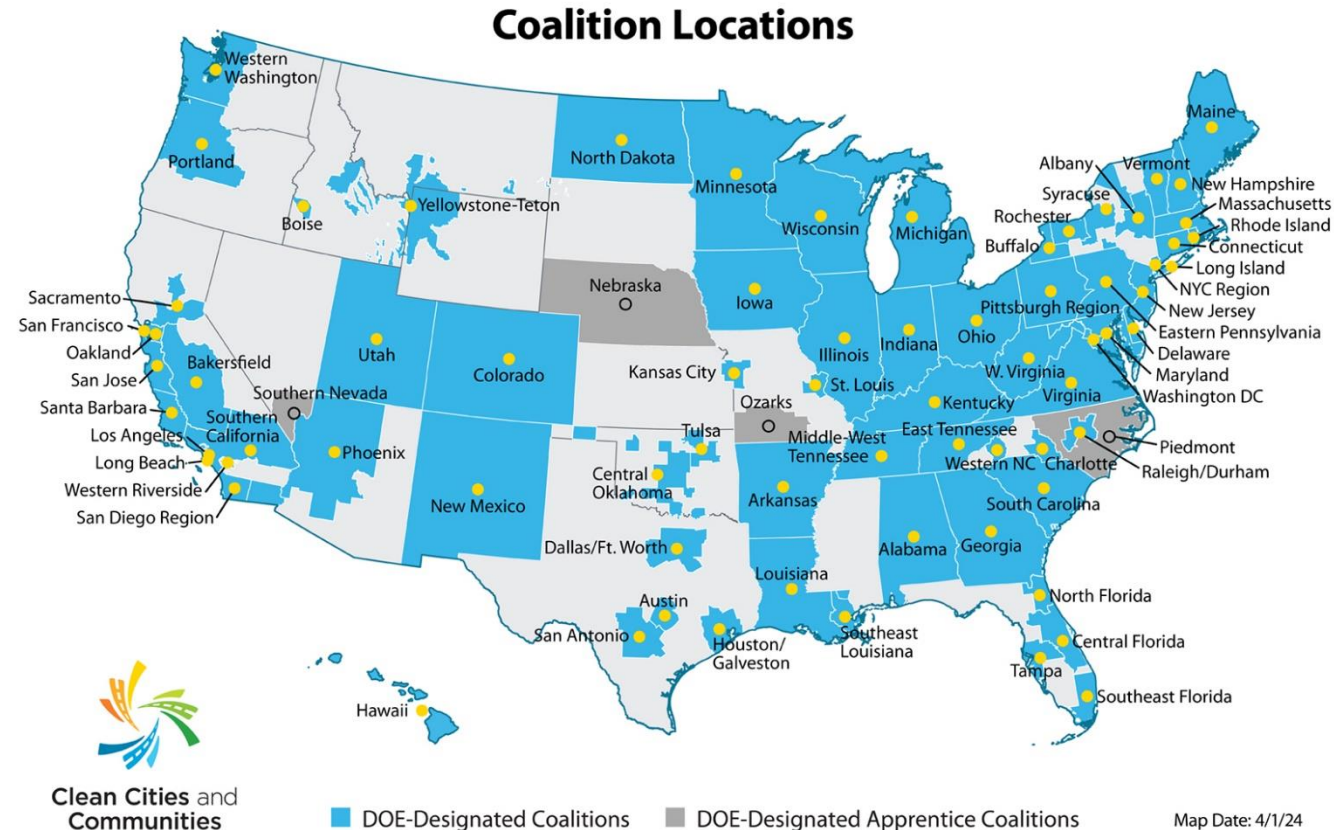 Coalition Locations
Western
Washington
Portland
Boise
Yellowstone-Teton
North Dakota
Minnesota
Wisconsin
Michigan
Maine
Albany
Vermont
Syracuse
New Hampshire
Rochester
Massachusetts
Rhode Island
Buffalo
Connecticut
Long Island
NYC Region
New Jersey
Eastern Pennsylvania
Delaware
Maryland
Washington DC
Pittsburgh Region
Nebraska
Iowa
Illinois
Indiana
Ohio
W. Virginia
Virginia
Sacramento
San Francisco
Oakland
Bakersfield
San Jose
Southern Nevada
Santa Barbara
Southern
California
Los Angeles
Long Beach
Western Riverside
San Diego Region
Utah
Colorado
Kansas City
St. Louis
Kentucky
Ozarks
Tulsa
Middle-West
Tennessee
East Tennessee
Western NC
Charlotte
Piedmont
Raleigh/Durham
Phoenix
New Mexico
Central
Oklahoma
Arkansas
South Carolina
Dallas/Ft. Worth
Alabama
Georgia
Louisiana
Austin
San Antonio
Houston/
Galveston
Southeast
Louisiana
North Florida
Central Florida
Tampa
Southeast Florida
Hawaii
Clean Cities and
Communities
DOE-Designated Coalitions
DOE-Designated Apprentice Coalitions
Map Date: 4/1/24